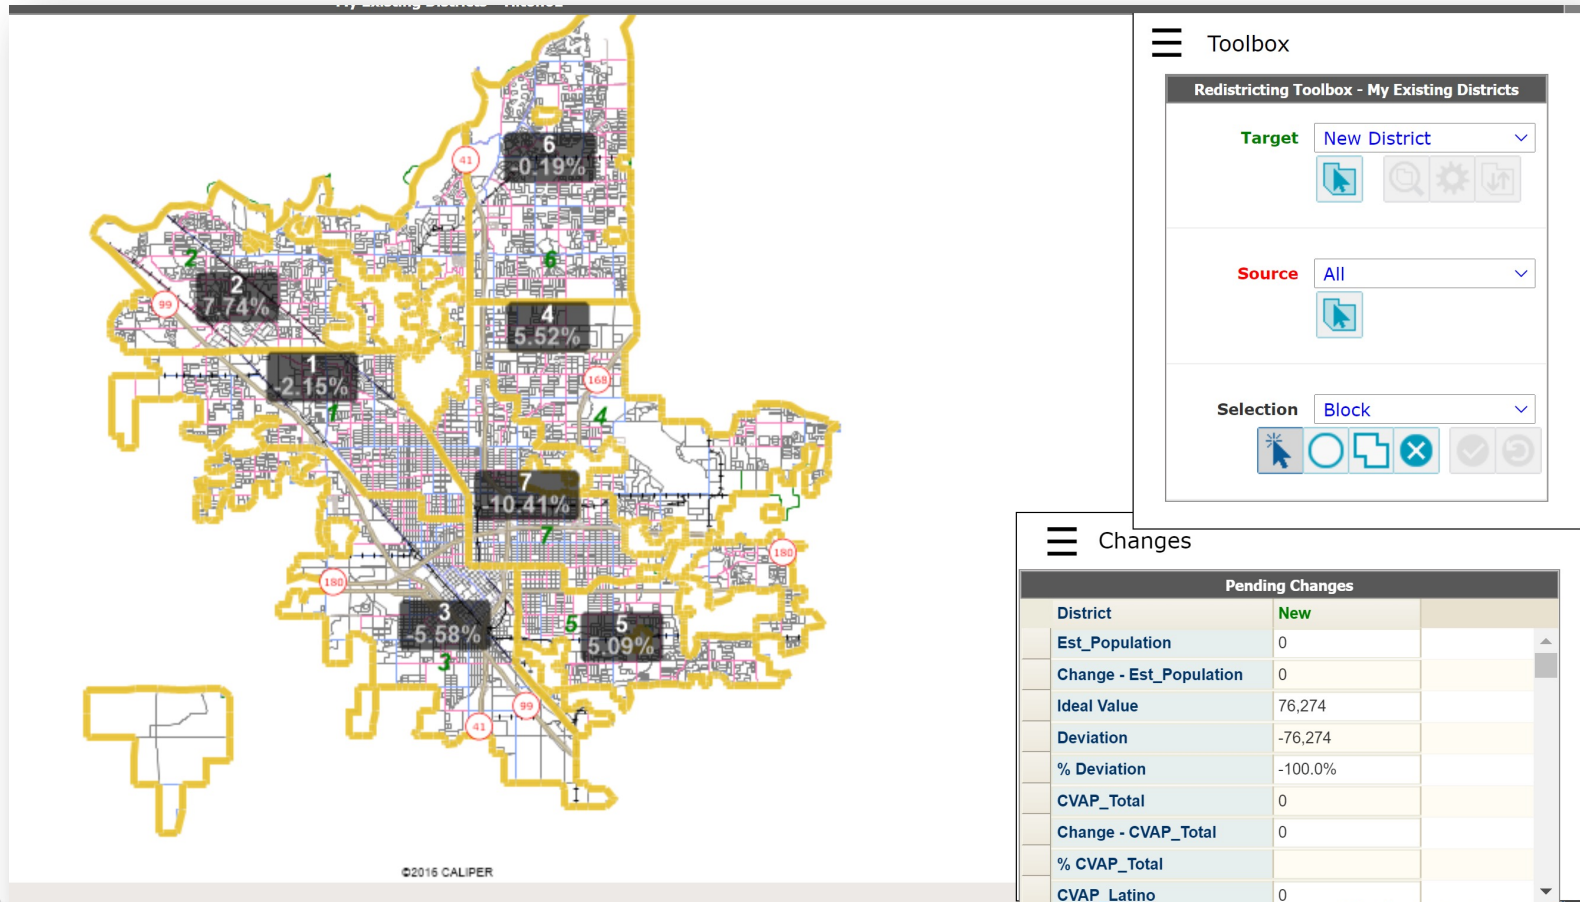 My Existing Districts
Toolbox
Redistricting Toolbox - My Existing Districts
Target New District
Source All
Selection Block
6
-0.19%
41
6
2
2
7.74%
99
4
5.52%
1
-2.15%
1
168
4
7
-10.41%
7
180
180
3
-5.58%
3
5
5
5.09%
99
41
©2016 CALIPER
Changes
Pending Changes
District New
Est_Population 0
Change - Est_Population 0
Ideal Value 76,274
Deviation -76,274
% Deviation -100.0%
CVAP_Total 0
Change - CVAP_Total 0
% CVAP_Total
CVAP_Latino 0